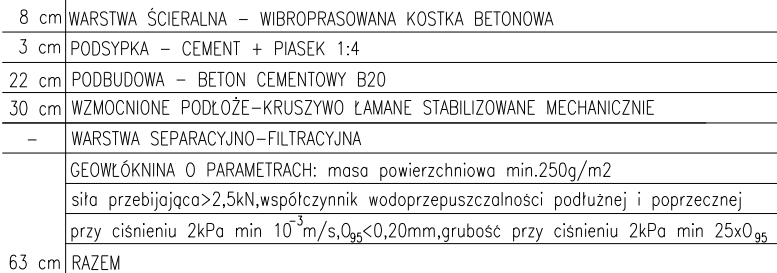 8 cm WARSTWA ŚCIERALNA – WIBROPRASOWANA KOSTKA BETONOWA
3 cm PODSYPKA – CEMENT + PIASEK 1:4
22 cm PODBUDOWA – BETON CEMENTOWY B20
30 cm WZMOCNIONE PODŁOŻE–KRUSZYWO ŁAMANE STABILIZOWANE MECHANICZNIE
– WARSTWA SEPARACYJNO–FILTRACYJNA
GEOWŁÓKNINA O PARAMETRACH: masa powierzchniowa min.250g/m2
siła przebijająca>2,5kN,współczynnik wodoprzepuszczalności podłużnej i poprzecznej
przy ciśnieniu 2kPa min 10⁻³m/s,O₉₅<0,20mm,grubość przy ciśnieniu 2kPa min 25xO₉₅
63 cm RAZEM